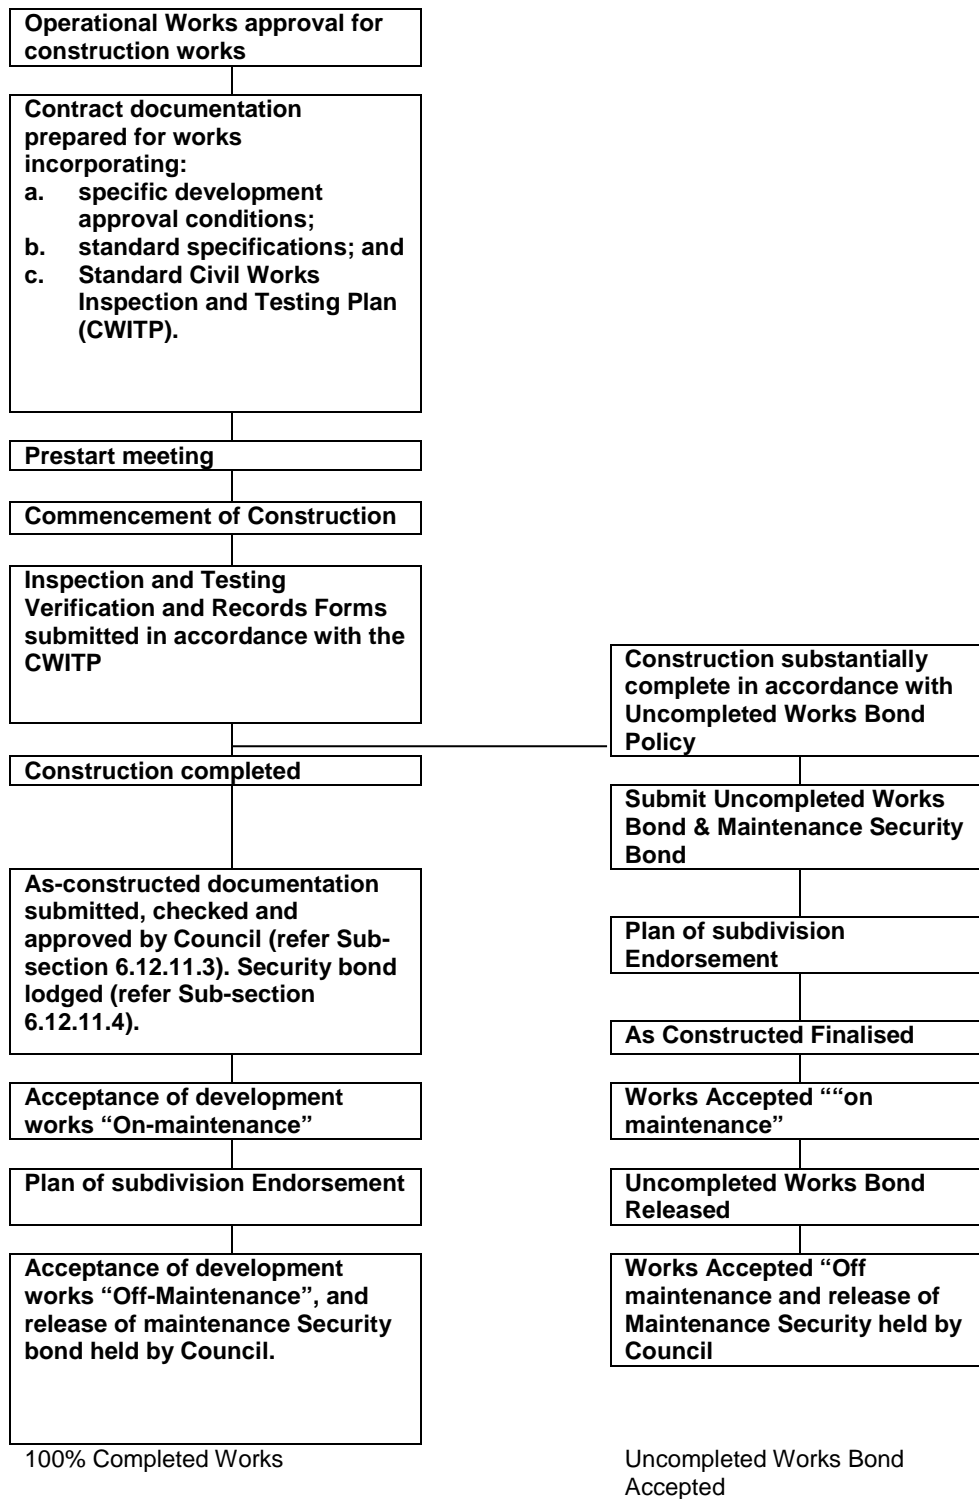 Operational Works approval for
construction works
Contract documentation
prepared for works
incorporating:
a. specific development
approval conditions;
b. standard specifications; and
c. Standard Civil Works
Inspection and Testing Plan
(CWITP).
Prestart meeting
Commencement of Construction
Inspection and Testing
Verification and Records Forms
submitted in accordance with the
CWITP
Construction completed
As-constructed documentation
submitted, checked and
approved by Council (refer Sub-
section 6.12.11.3). Security bond
lodged (refer Sub-section
6.12.11.4).
Acceptance of development
works “On-maintenance”
Plan of subdivision Endorsement
Acceptance of development
works “Off-Maintenance”, and
release of maintenance Security
bond held by Council.
100% Completed Works
Construction substantially
complete in accordance with
Uncompleted Works Bond
Policy
Submit Uncompleted Works
Bond & Maintenance Security
Bond
Plan of subdivision
Endorsement
As Constructed Finalised
Works Accepted ““on
maintenance”
Uncompleted Works Bond
Released
Works Accepted “Off
maintenance and release of
Maintenance Security held by
Council
Uncompleted Works Bond
Accepted